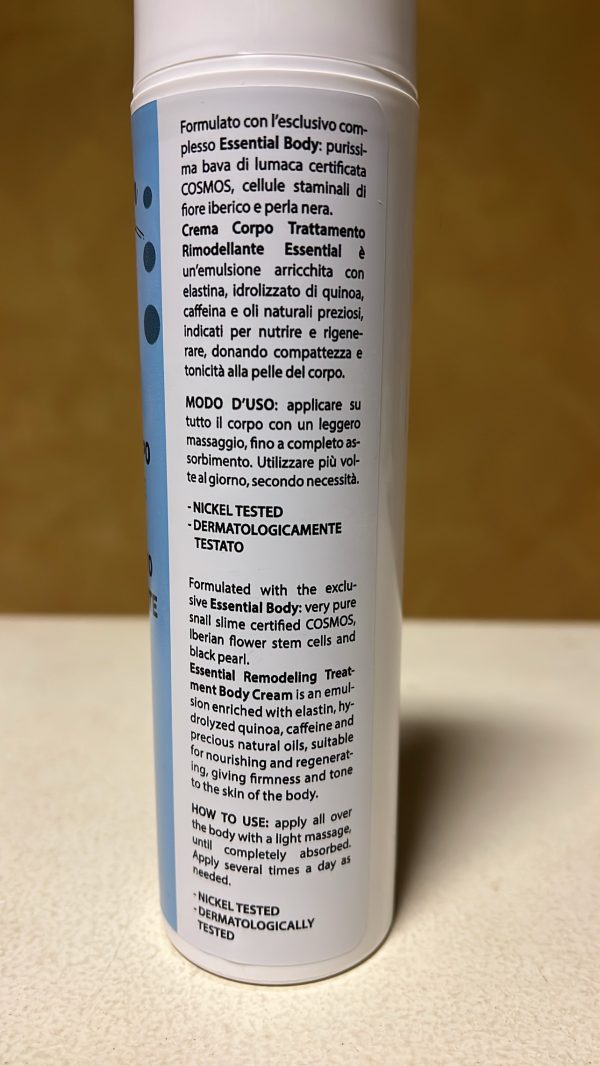 Formulato con l'esclusivo com-
plesso Essential Body: purissi-
ma bava di lumaca certificata
COSMOS, cellule staminali di
fiore iberico e perla nera.
Crema Corpo Trattamento
Rimodellante Essential è
un'emulsione arricchita con
elastina, idrolizzato di quinoa,
caffeina e oli naturali preziosi,
indicati per nutrire e rigene-
rare, donando compattezza e
tonicità alla pelle del corpo.
MODO D'USO: applicare su
tutto il corpo con un leggero
massaggio, fino a completo as-
sorbimento. Utilizzare più vol-
te al giorno, secondo necessità.
- NICKEL TESTED
- DERMATOLOGICAMENTE
TESTATO
Formulated with the exclu-
sive Essential Body: very pure
snail slime certified COSMOS,
Iberian flower stem cells and
black pearl.
Essential Remodeling Treat-
ment Body Cream is an emul-
sion enriched with elastin, hy-
drolyzed quinoa, caffeine and
precious natural oils, suitable
for nourishing and regenerat-
ing, giving firmness and tone
to the skin of the body.
HOW TO USE: apply all over
the body with a light massage,
until completely absorbed.
Apply several times a day as
needed.
- NICKEL TESTED
- DERMATOLOGICALLY
TESTED